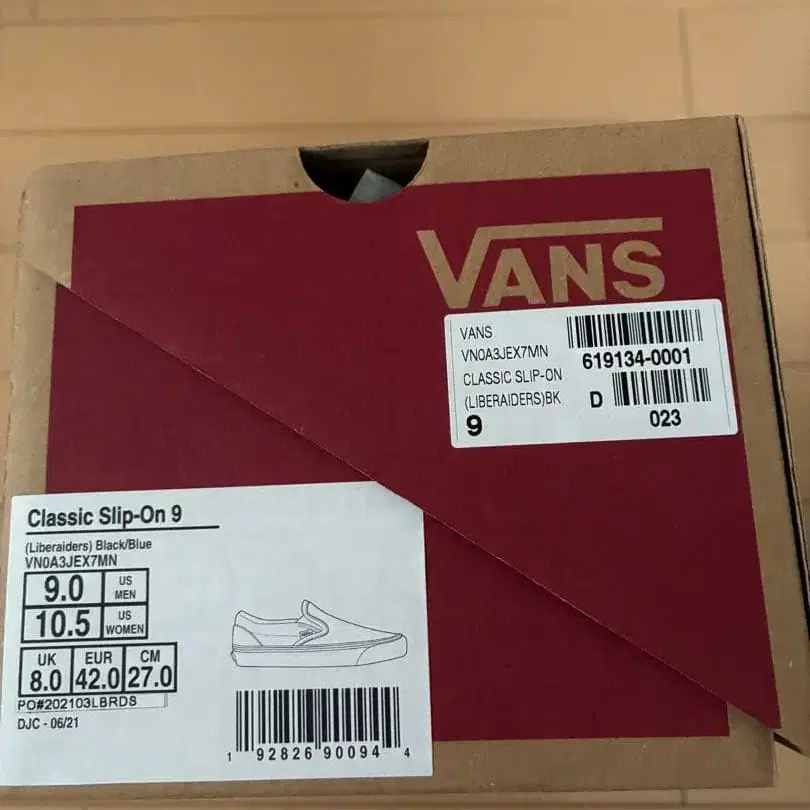 VANS
VANS
VN0A3JEX7MN
619134-0001
CLASSIC SLIP-ON
(LIBERAIDERS)BK
D
9
023
Classic Slip-On 9
(Liberaiders) Black/Blue
VN0A3JEX7MN
9.0 US MEN
10.5 US WOMEN
UK EUR CM
8.0 42.0 27.0
PO#202103LBRDS
DJC - 06/21
1 92826 90094 4